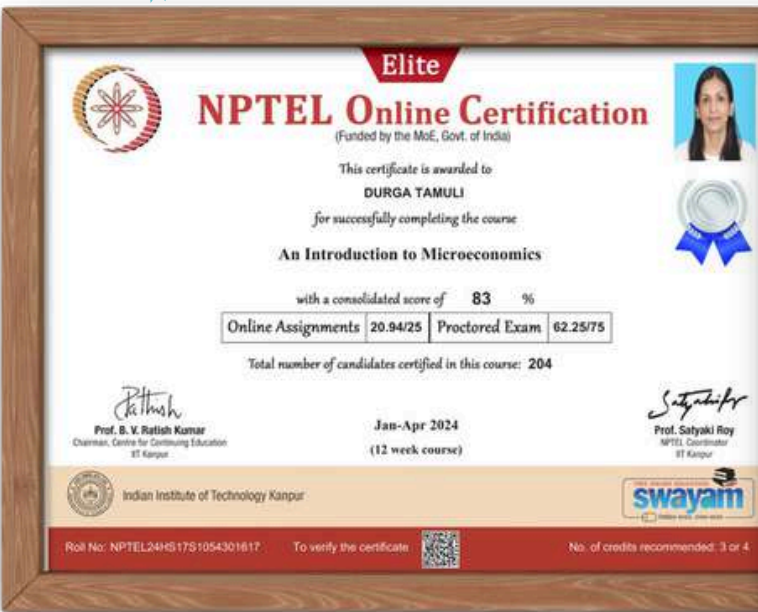 Elite
NPTEL Online Certification
(Funded by the MoE, Govt. of India)
This certificate is awarded to
DURGA TAMULI
for successfully completing the course
An Introduction to Microeconomics
with a consolidated score of 83 %
Online Assignments 20.94/25 Proctored Exam 62.25/75
Total number of candidates certified in this course: 204
Prof. B. V. Ratish Kumar
Chairman, Centre for Continuing Education
IIT Kanpur
Jan-Apr 2024
(12 week course)
Prof. Satyaki Roy
NPTEL Coordinator
IIT Kanpur
Indian Institute of Technology Kanpur
swayam
Roll No: NPTEL24HS17S1054301617 To verify the certificate No. of credits recommended: 3 or 4